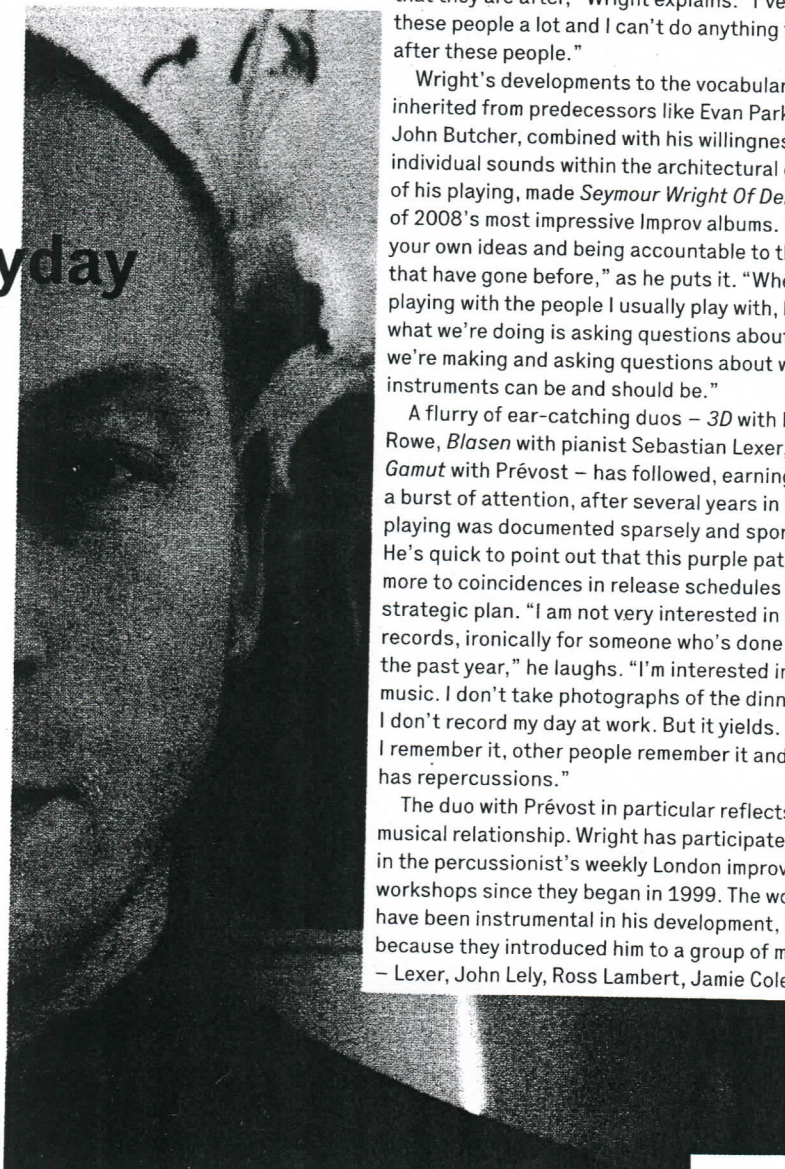 that they are after," Wright explains. "I've
these people a lot and I can't do anything
after these people."
Wright's developments to the vocabular
inherited from predecessors like Evan Park
John Butcher, combined with his willingnes
individual sounds within the architectural
of his playing, made Seymour Wright Of De
of 2008's most impressive Improv albums.
your own ideas and being accountable to th
that have gone before," as he puts it. "Whe
playing with the people I usually play with,
what we're doing is asking questions about
we're making and asking questions about w
instruments can be and should be."
A flurry of ear-catching duos – 3D with
Rowe, Blasen with pianist Sebastian Lexer,
Gamut with Prévost – has followed, earning
a burst of attention, after several years in
playing was documented sparsely and spor
He's quick to point out that this purple pat
more to coincidences in release schedules
strategic plan. "I am not very interested in
records, ironically for someone who's done
the past year," he laughs. "I'm interested in
music. I don't take photographs of the dinn
I don't record my day at work. But it yields.
I remember it, other people remember it and
has repercussions."
The duo with Prévost in particular reflects
musical relationship. Wright has participate
in the percussionist's weekly London improv
workshops since they began in 1999. The wo
have been instrumental in his development,
because they introduced him to a group of m
– Lexer, John Lely, Ross Lambert, Jamie Cole
yday